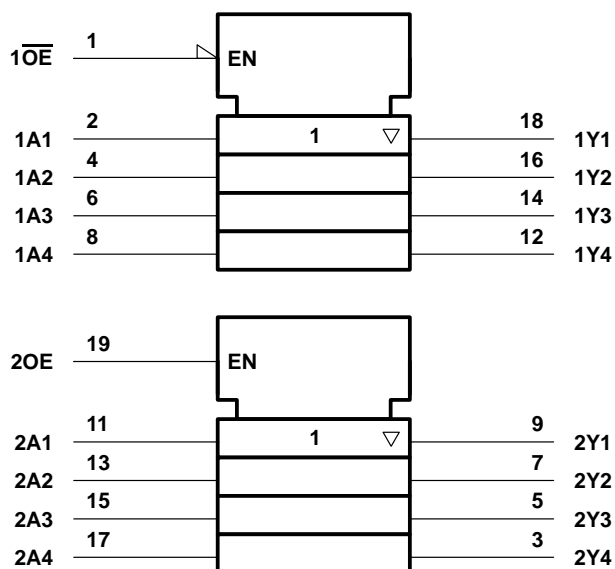 1O̅E̅ 1 EN
1A1 2 1 ▽ 18 1Y1
1A2 4 16 1Y2
1A3 6 14 1Y3
1A4 8 12 1Y4
2OE 19 EN
2A1 11 1 ▽ 9 2Y1
2A2 13 7 2Y2
2A3 15 5 2Y3
2A4 17 3 2Y4